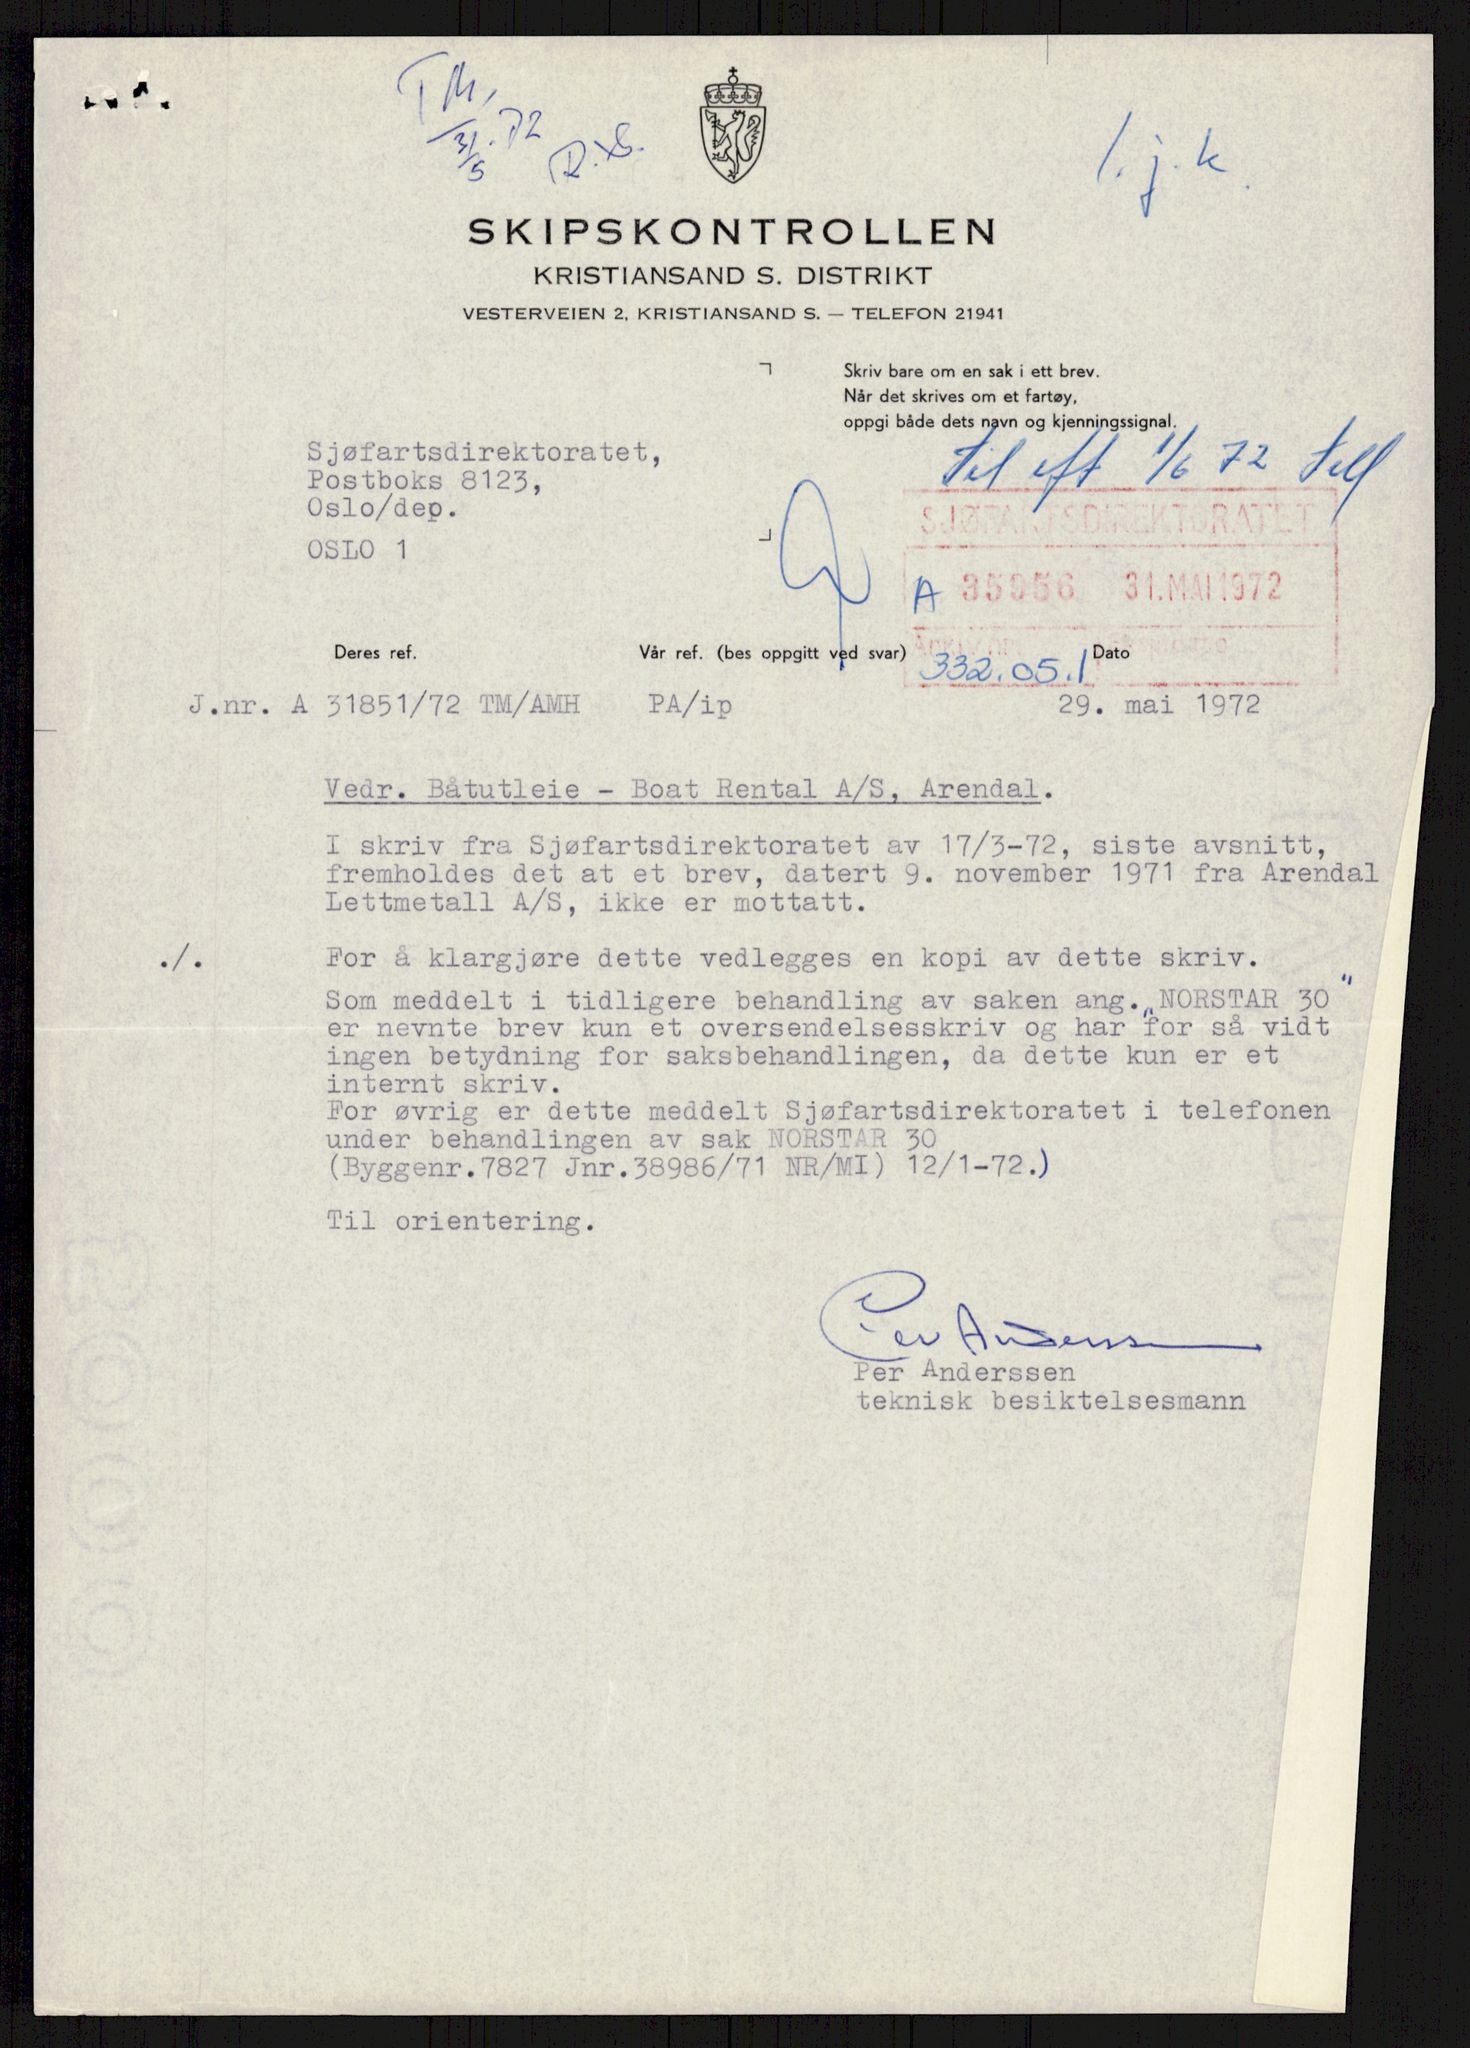 TM,
31/5.72
R.S.
l.j.k.
SKIPSKONTROLLEN
KRISTIANSAND S. DISTRIKT
VESTERVEIEN 2, KRISTIANSAND S. — TELEFON 21941
Skriv bare om en sak i ett brev.
Når det skrives om et fartøy,
oppgi både dets navn og kjenningssignal.
Sjøfartsdirektoratet,
Postboks 8123,
Oslo/dep.
OSLO 1
Til eft 1/6 72
SJØFARTSDIREKTORATET
A 35956 31.MAI1972
Arkiv nr.
Deres ref.
Vår ref. (bes oppgitt ved svar)
332.05.1
Dato
J.nr. A 31851/72 TM/AMH PA/ip 29. mai 1972
Vedr. Båtutleie - Boat Rental A/S, Arendal.
I skriv fra Sjøfartsdirektoratet av 17/3-72, siste avsnitt,
fremholdes det at et brev, datert 9. november 1971 fra Arendal
Lettmetall A/S, ikke er mottatt.
./. For å klargjøre dette vedlegges en kopi av dette skriv.
Som meddelt i tidligere behandling av saken ang. „NORSTAR 30"
er nevnte brev kun et oversendelsesskriv og har for så vidt
ingen betydning for saksbehandlingen, da dette kun er et
internt skriv.
For øvrig er dette meddelt Sjøfartsdirektoratet i telefonen
under behandlingen av sak NORSTAR 30
(Byggenr.7827 Jnr.38986/71 NR/MI) 12/1-72.)
Til orientering.
Per Anderssen
Per Anderssen
teknisk besiktelsesmann